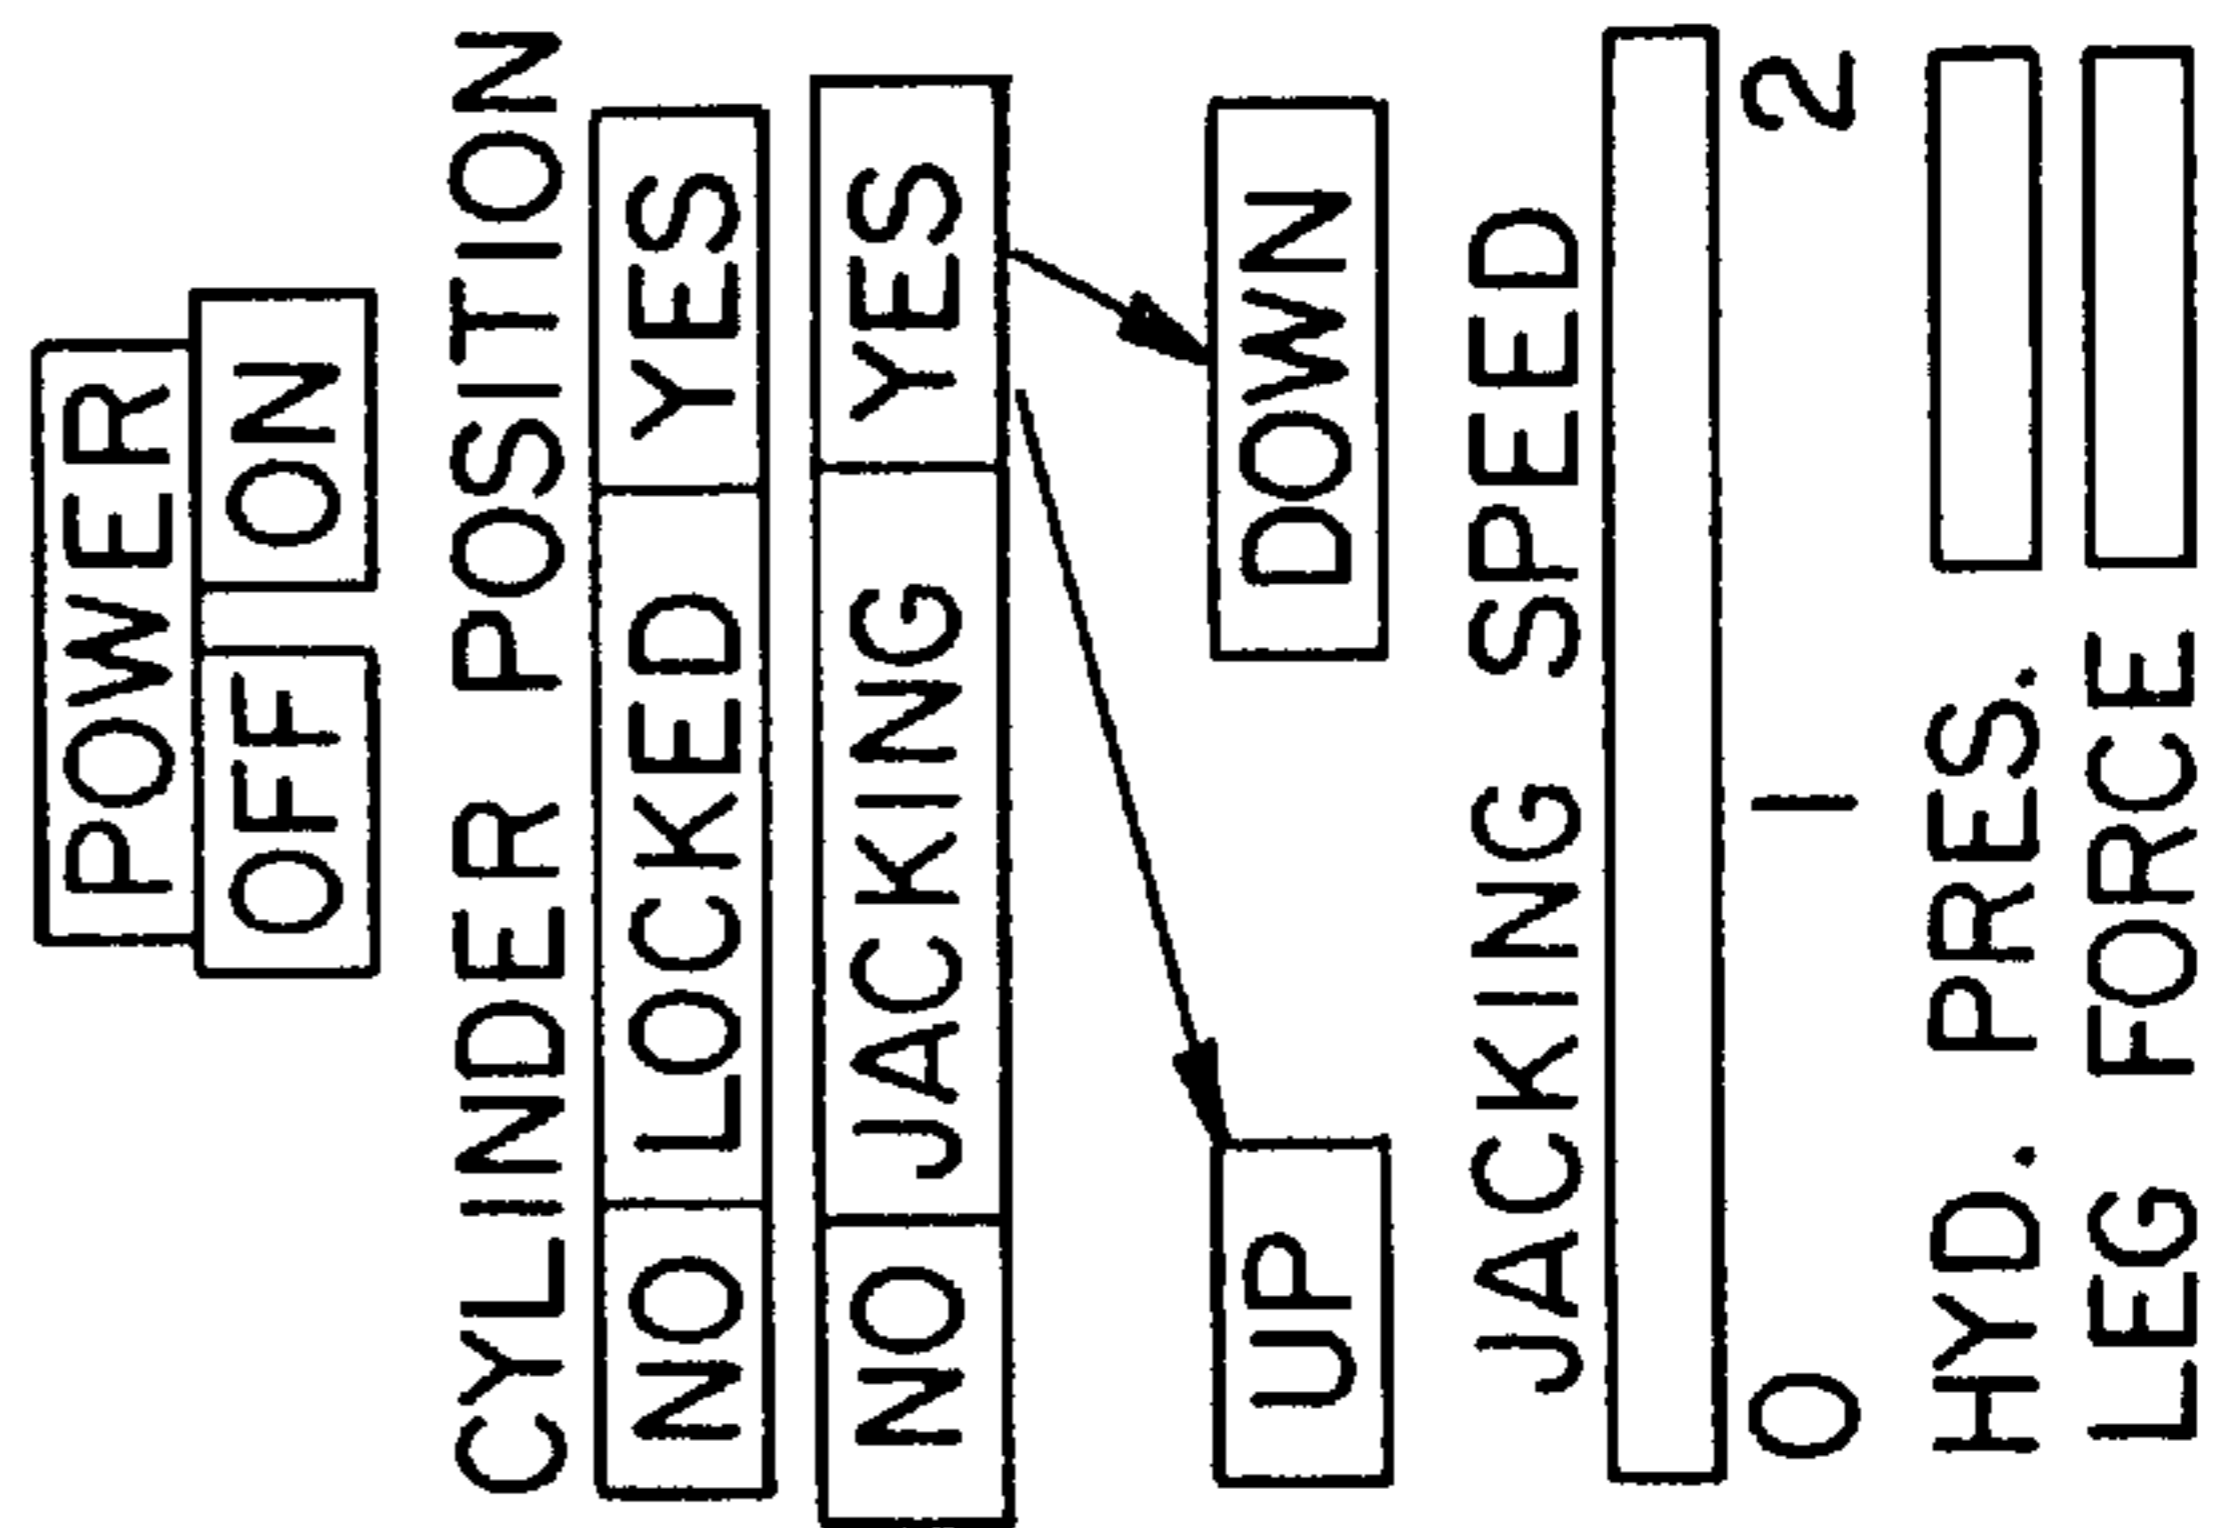 POWER
OFF ON
CYLINDER POSITION
NO LOCKED YES
NO JACKING YES
UP DOWN
JACKING SPEED
0 1 2
HYD. PRES.
LEG FORCE